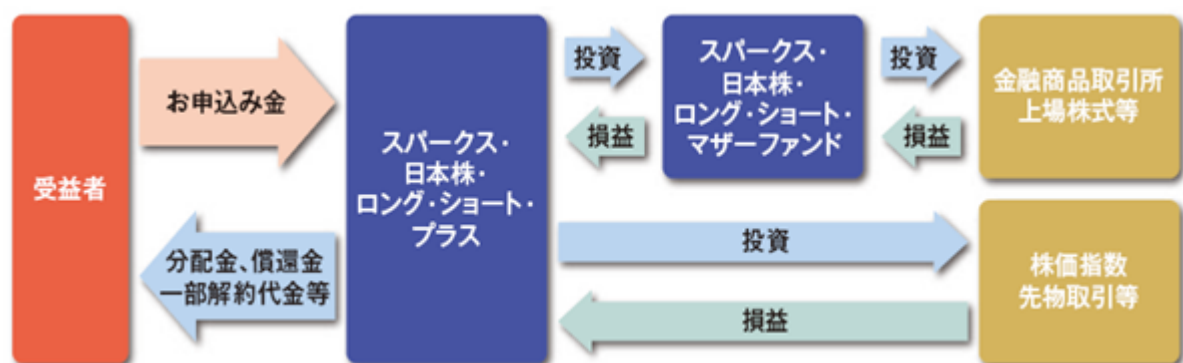 受益者
お申込み金
分配金、償還金
一部解約代金等
スパークス・
日本株・
ロング・ショート・
プラス
投資
損益
スパークス・
日本株・
ロング・ショート・
マザーファンド
投資
損益
金融商品取引所
上場株式等
投資
損益
株価指数
先物取引等